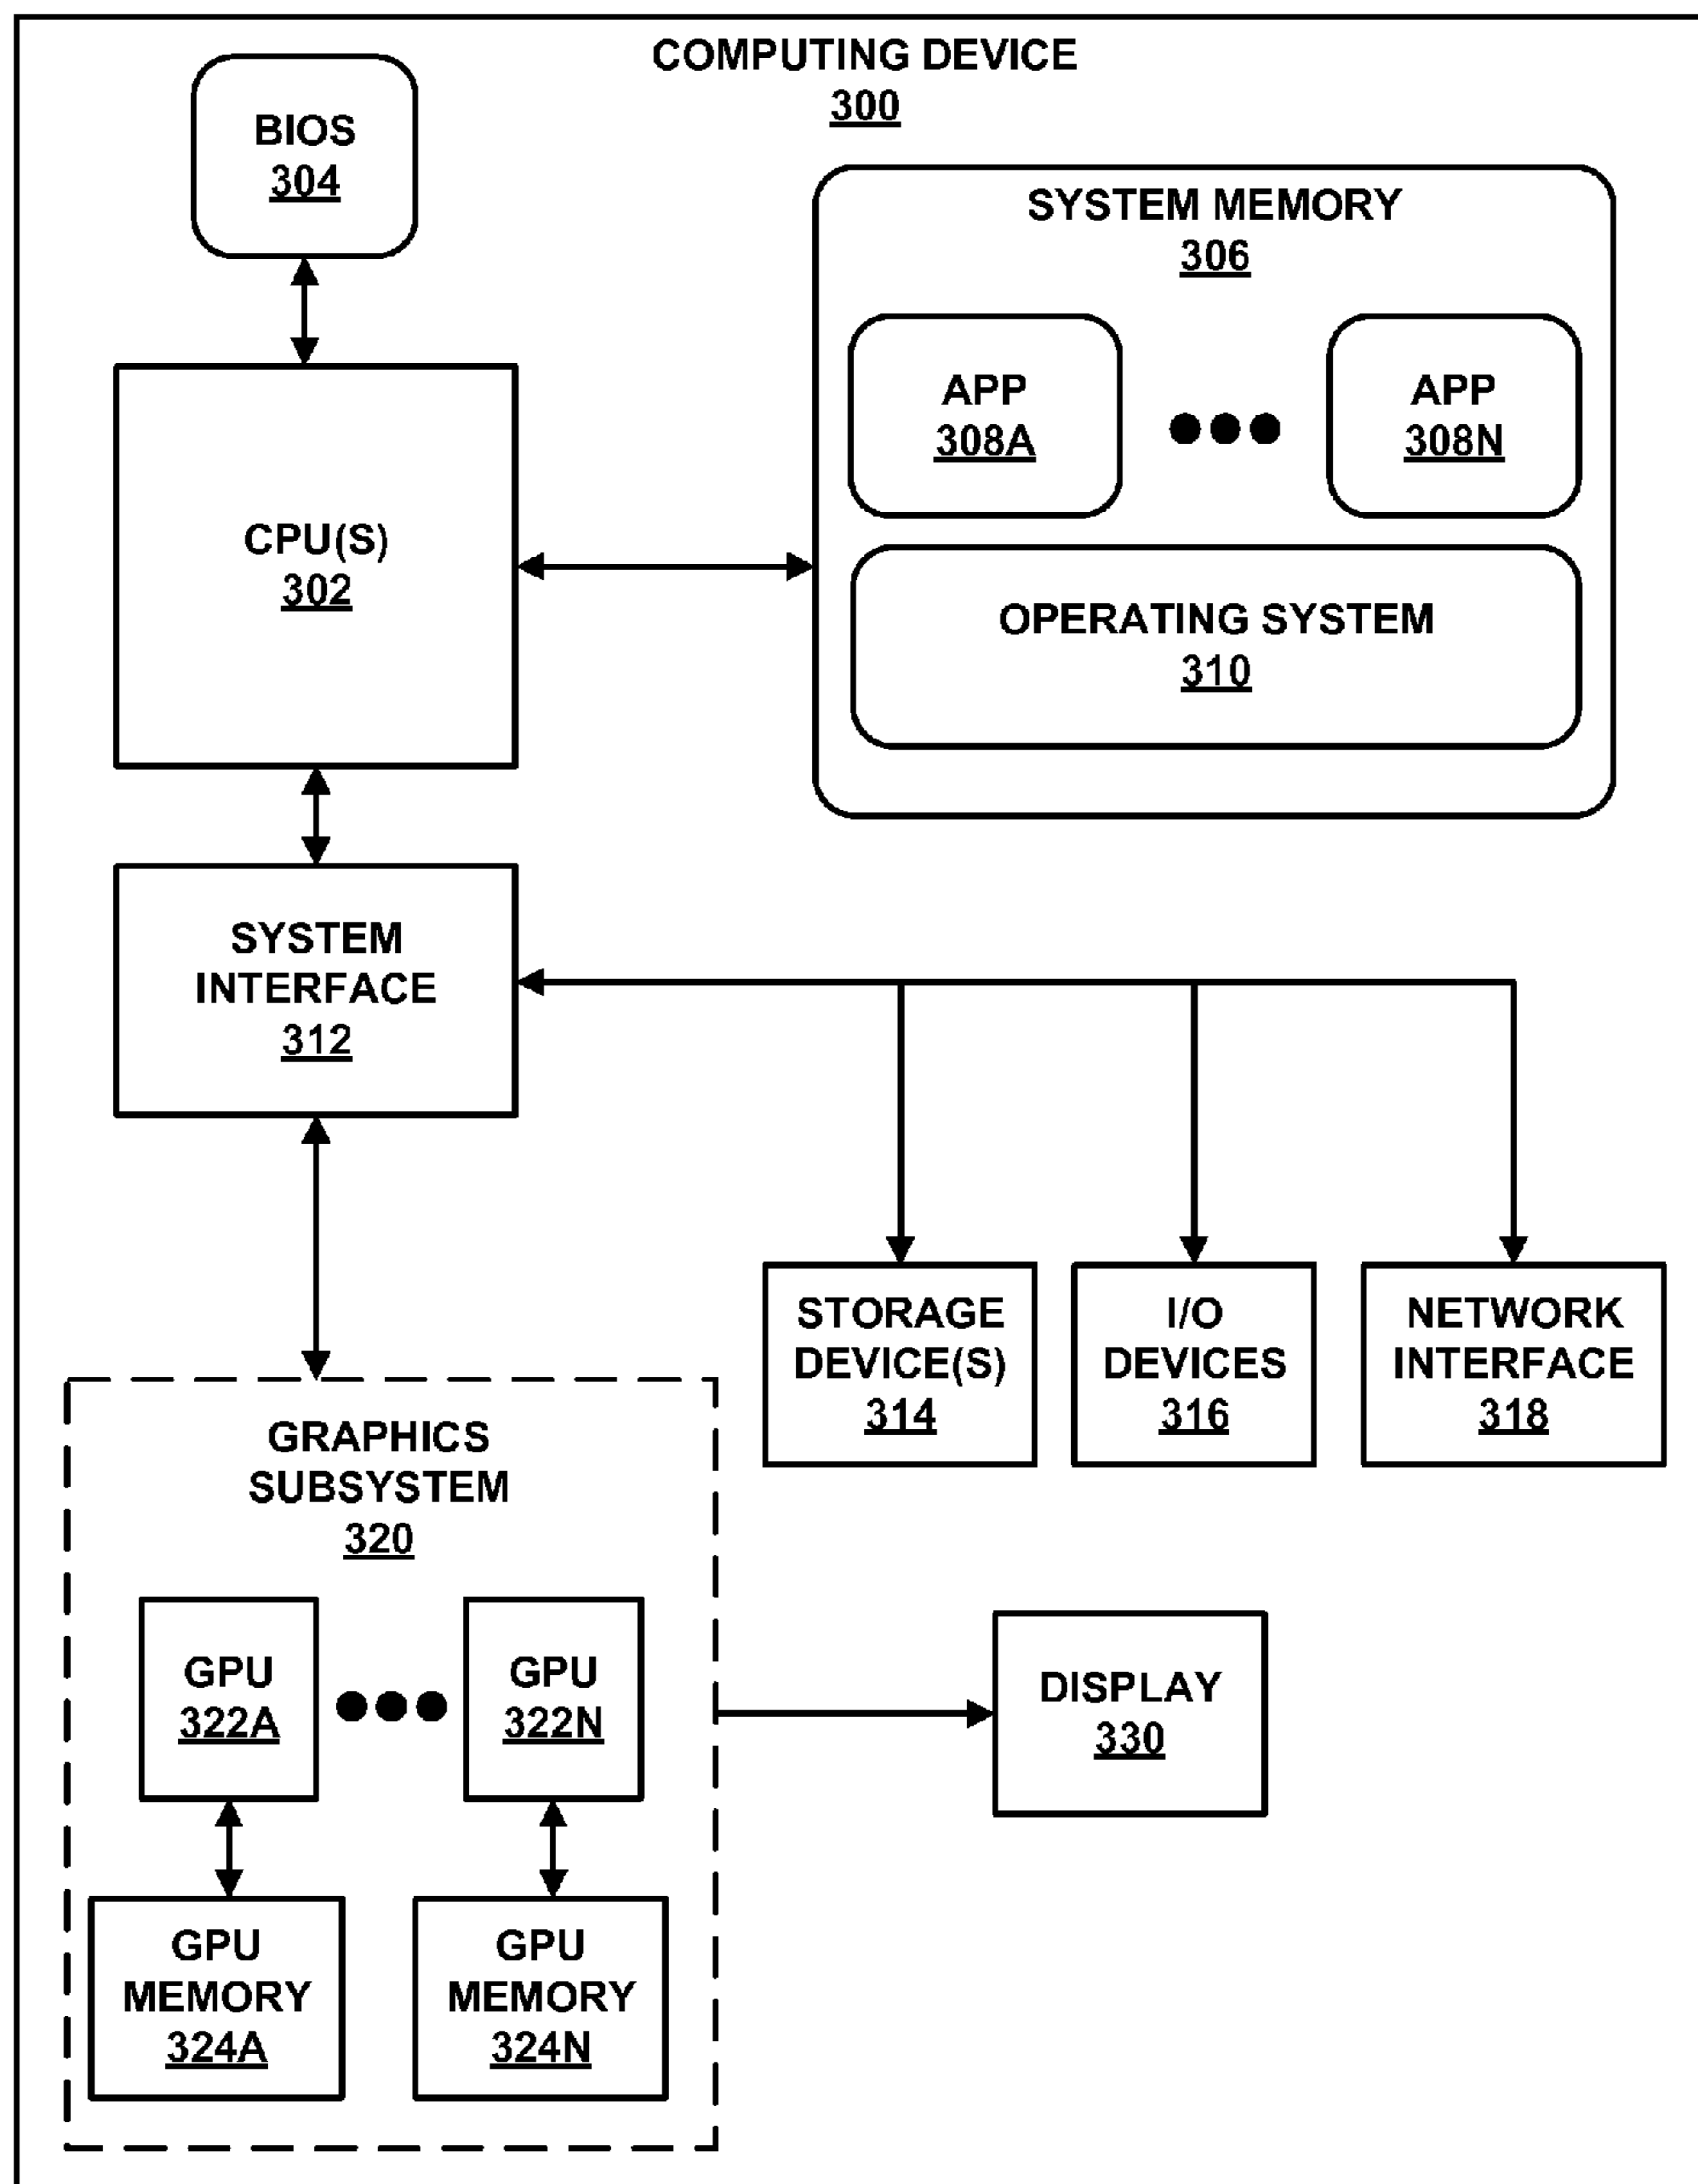 COMPUTING DEVICE
300
BIOS
304
SYSTEM MEMORY
306
APP
308A
APP
308N
CPU(S)
302
OPERATING SYSTEM
310
SYSTEM
INTERFACE
312
STORAGE
DEVICE(S)
314
I/O
DEVICES
316
NETWORK
INTERFACE
318
GRAPHICS
SUBSYSTEM
320
GPU
322A
GPU
322N
DISPLAY
330
GPU
MEMORY
324A
GPU
MEMORY
324N